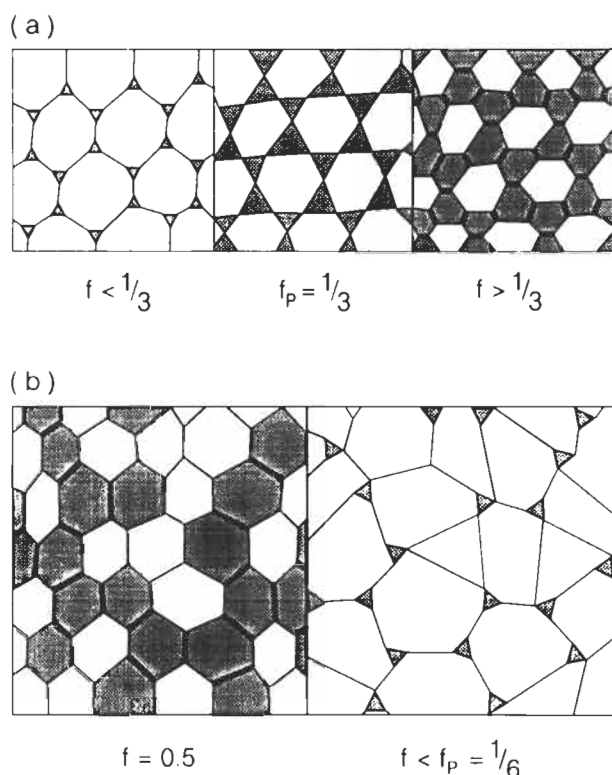 (a)
f < 1/3 f_P = 1/3 f > 1/3
(b)
f = 0.5 f < f_P = 1/6